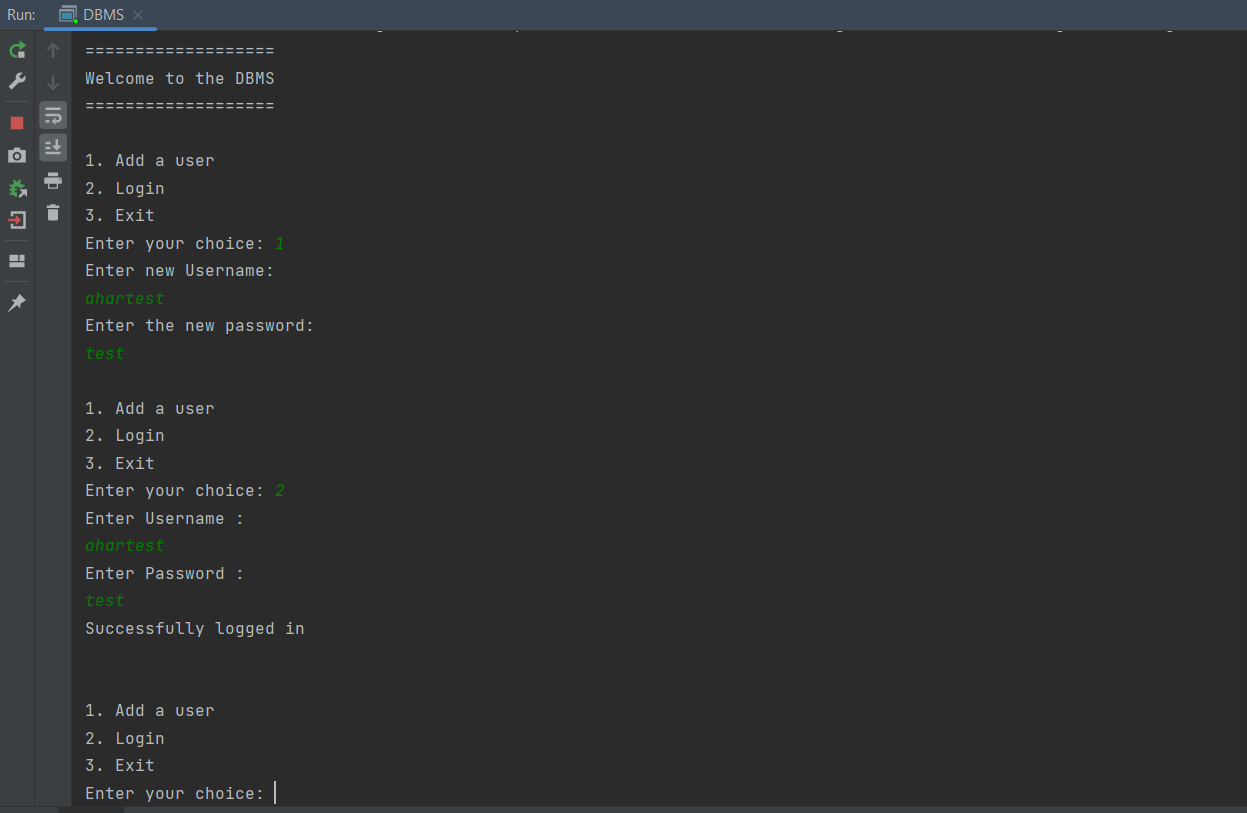 Run: DBMS
===================
Welcome to the DBMS
===================
1. Add a user
2. Login
3. Exit
Enter your choice: 1
Enter new Username:
ahartest
Enter the new password:
test
1. Add a user
2. Login
3. Exit
Enter your choice: 2
Enter Username :
ahartest
Enter Password :
test
Successfully logged in
1. Add a user
2. Login
3. Exit
Enter your choice: